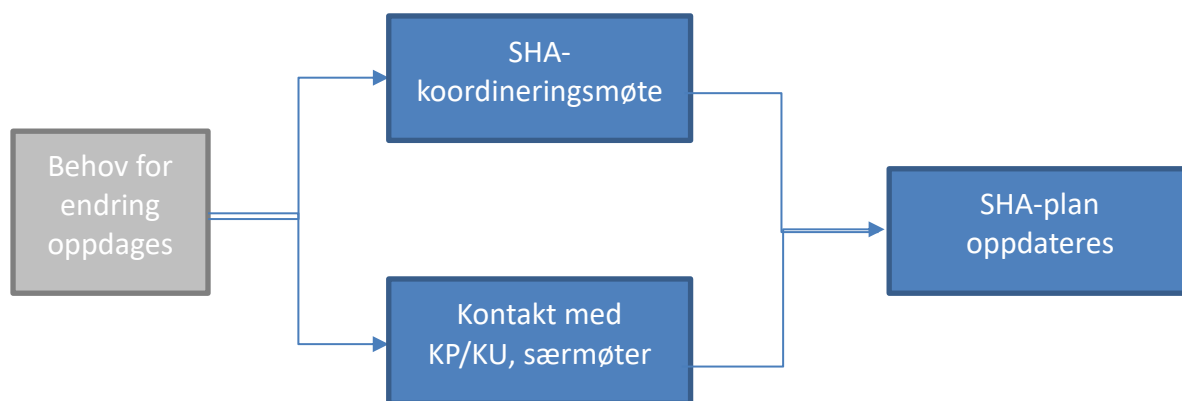 Behov for
endring
oppdages
SHA-
koordineringsmøte
Kontakt med
KP/KU, særmøter
SHA-plan
oppdateres